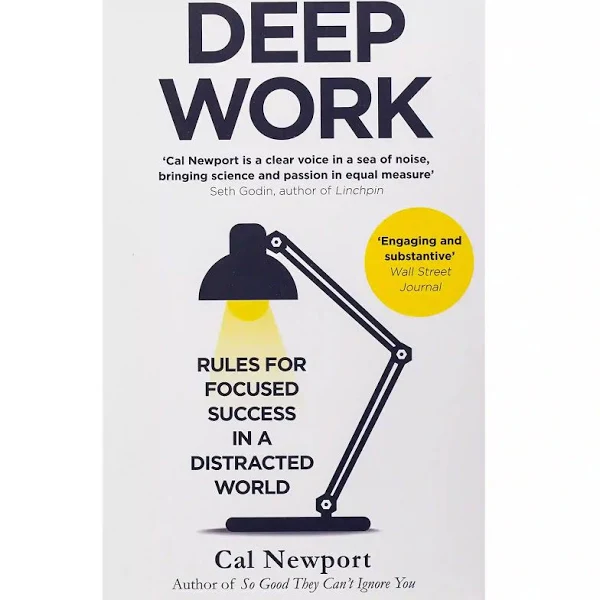 DEEP
WORK
‘Cal Newport is a clear voice in a sea of noise,
bringing science and passion in equal measure’
Seth Godin, author of Linchpin
‘Engaging and
substantive’
Wall Street
Journal
RULES FOR
FOCUSED
SUCCESS
IN A
DISTRACTED
WORLD
Cal Newport
Author of So Good They Can’t Ignore You